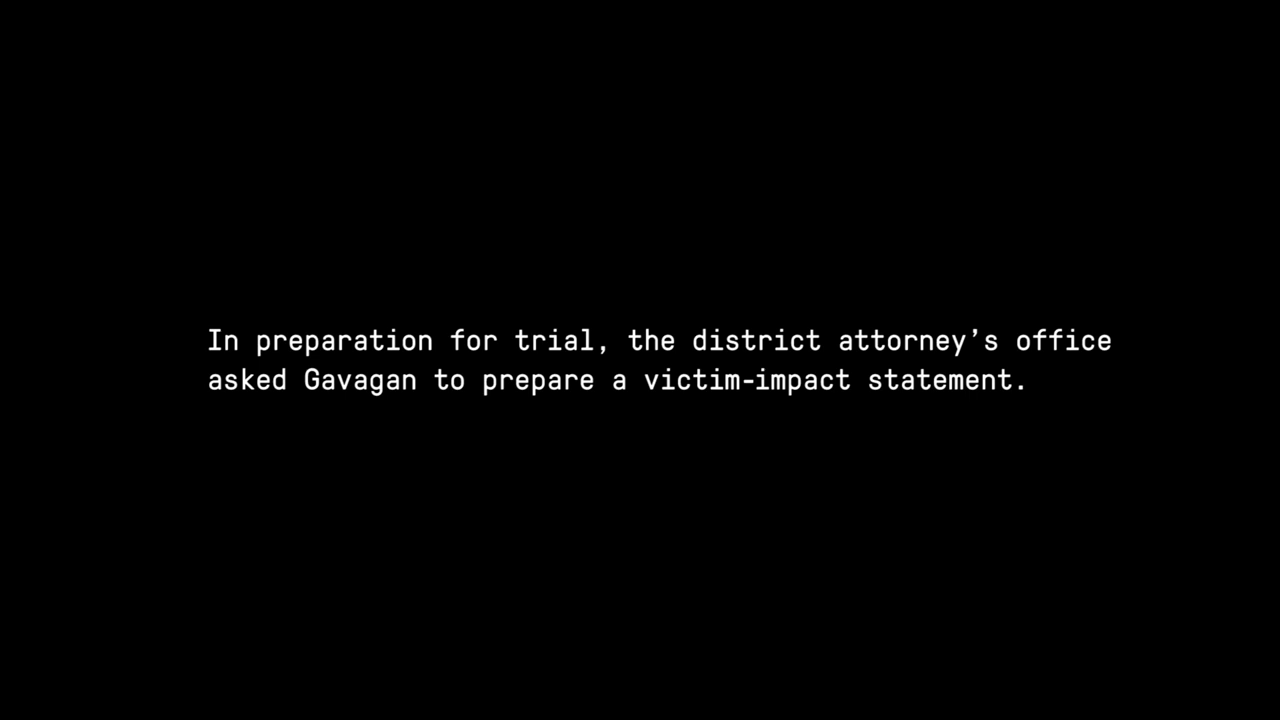 In preparation for trial, the district attorney’s office
asked Gavagan to prepare a victim-impact statement.